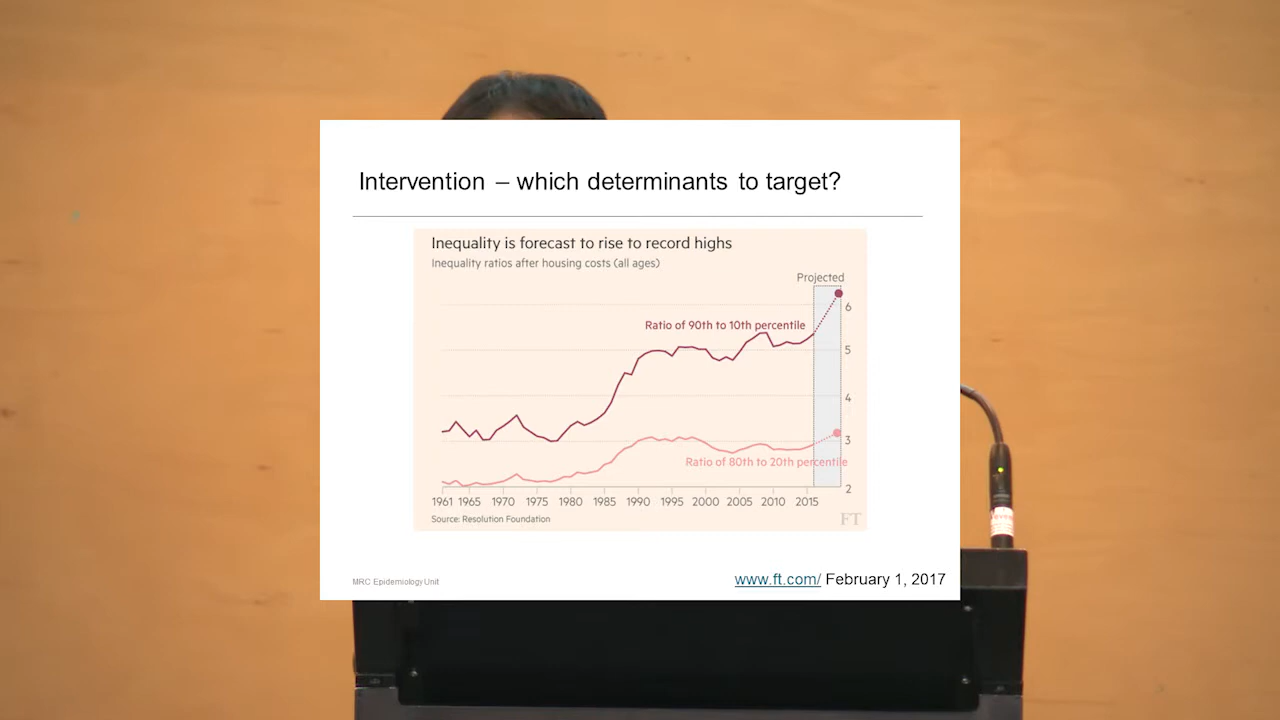 Intervention – which determinants to target?
Inequality is forecast to rise to record highs
Inequality ratios after housing costs (all ages)
Projected
6
Ratio of 90th to 10th percentile
5
4
3
Ratio of 80th to 20th percentile
2
1961 1965 1970 1975 1980 1985 1990 1995 2000 2005 2010 2015
Source: Resolution Foundation
FT
MRC Epidemiology Unit
www.ft.com/ February 1, 2017